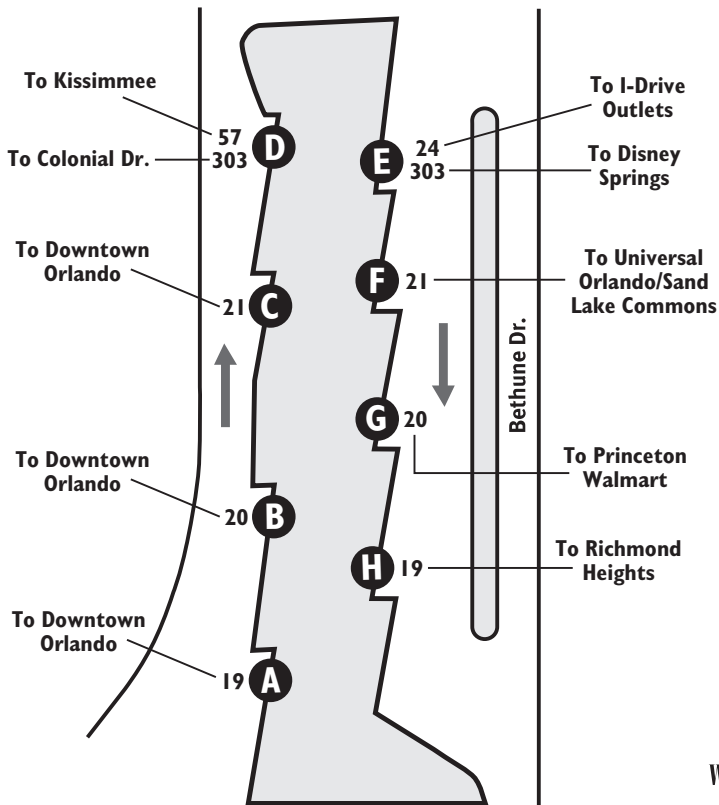 To Kissimmee
57
To Colonial Dr.
303
D
To Downtown
Orlando
21
C
To Downtown
Orlando
20
B
To Downtown
Orlando
19
A
To I-Drive
Outlets
E
24
303
To Disney
Springs
F
21
To Universal
Orlando/Sand
Lake Commons
Bethune Dr.
G
20
To Princeton
Walmart
H
19
To Richmond
Heights
W